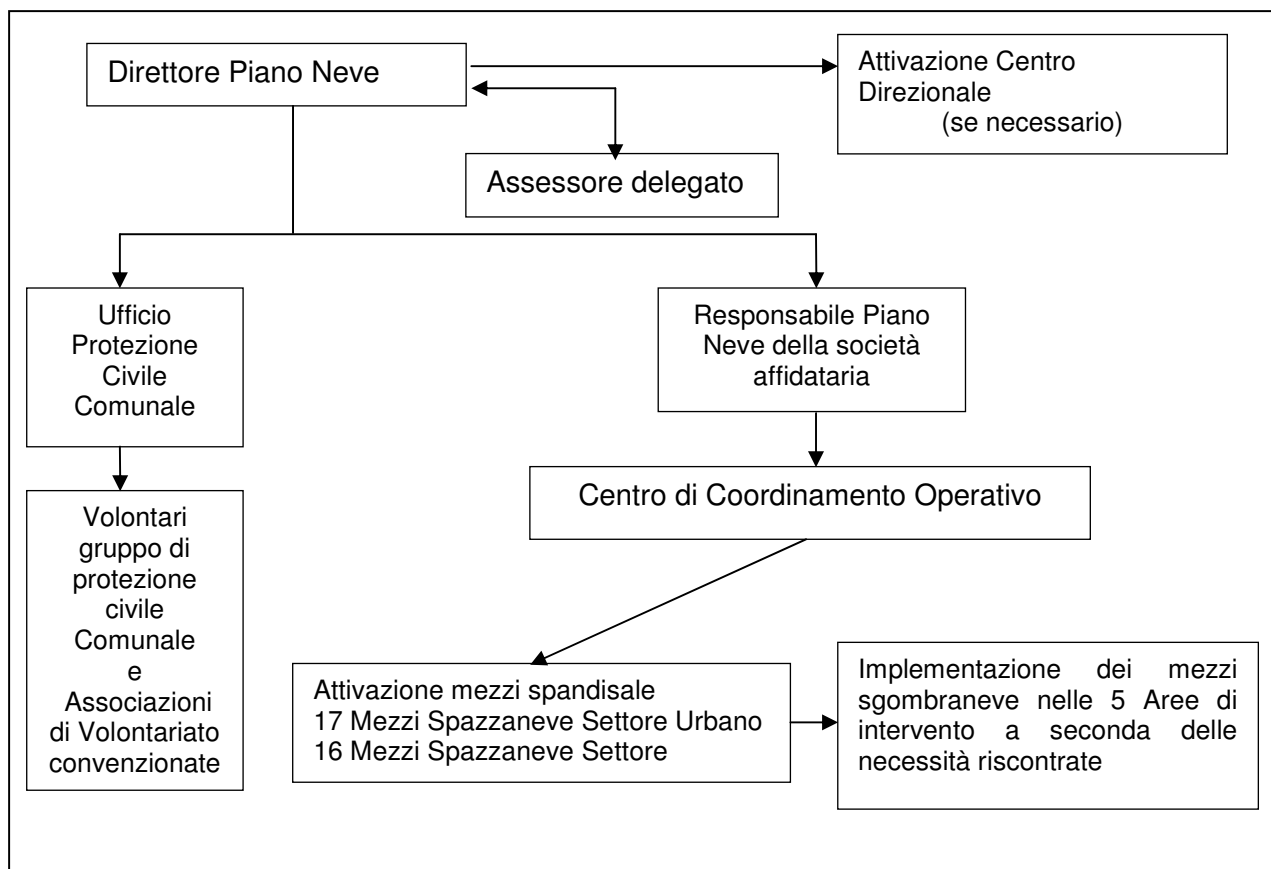 Direttore Piano Neve
Attivazione Centro
Direzionale
(se necessario)
Assessore delegato
Ufficio
Protezione
Civile
Comunale
Responsabile Piano
Neve della società
affidataria
Centro di Coordinamento Operativo
Volontari
gruppo di
protezione
civile
Comunale
e
Associazioni
di Volontariato
convenzionate
Attivazione mezzi spandisale
17 Mezzi Spazzaneve Settore Urbano
16 Mezzi Spazzaneve Settore
Implementazione dei mezzi
sgombraneve nelle 5 Aree di
intervento a seconda delle
necessità riscontrate